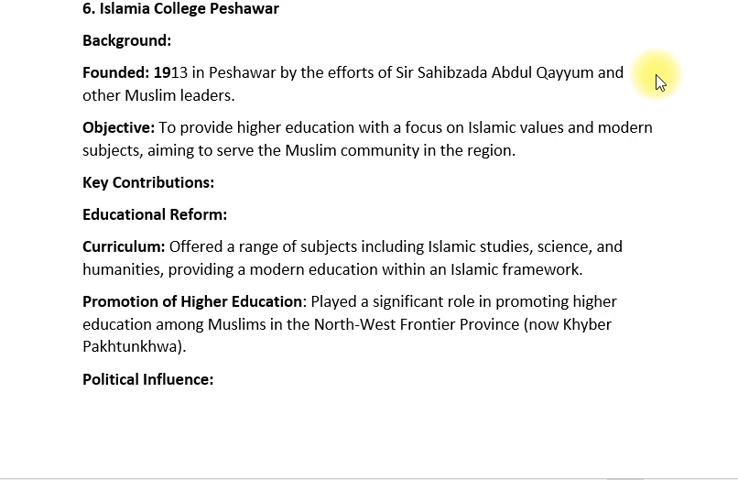 6. Islamia College Peshawar
Background:
Founded: 1913 in Peshawar by the efforts of Sir Sahibzada Abdul Qayyum and
other Muslim leaders.
Objective: To provide higher education with a focus on Islamic values and modern
subjects, aiming to serve the Muslim community in the region.
Key Contributions:
Educational Reform:
Curriculum: Offered a range of subjects including Islamic studies, science, and
humanities, providing a modern education within an Islamic framework.
Promotion of Higher Education: Played a significant role in promoting higher
education among Muslims in the North-West Frontier Province (now Khyber
Pakhtunkhwa).
Political Influence: